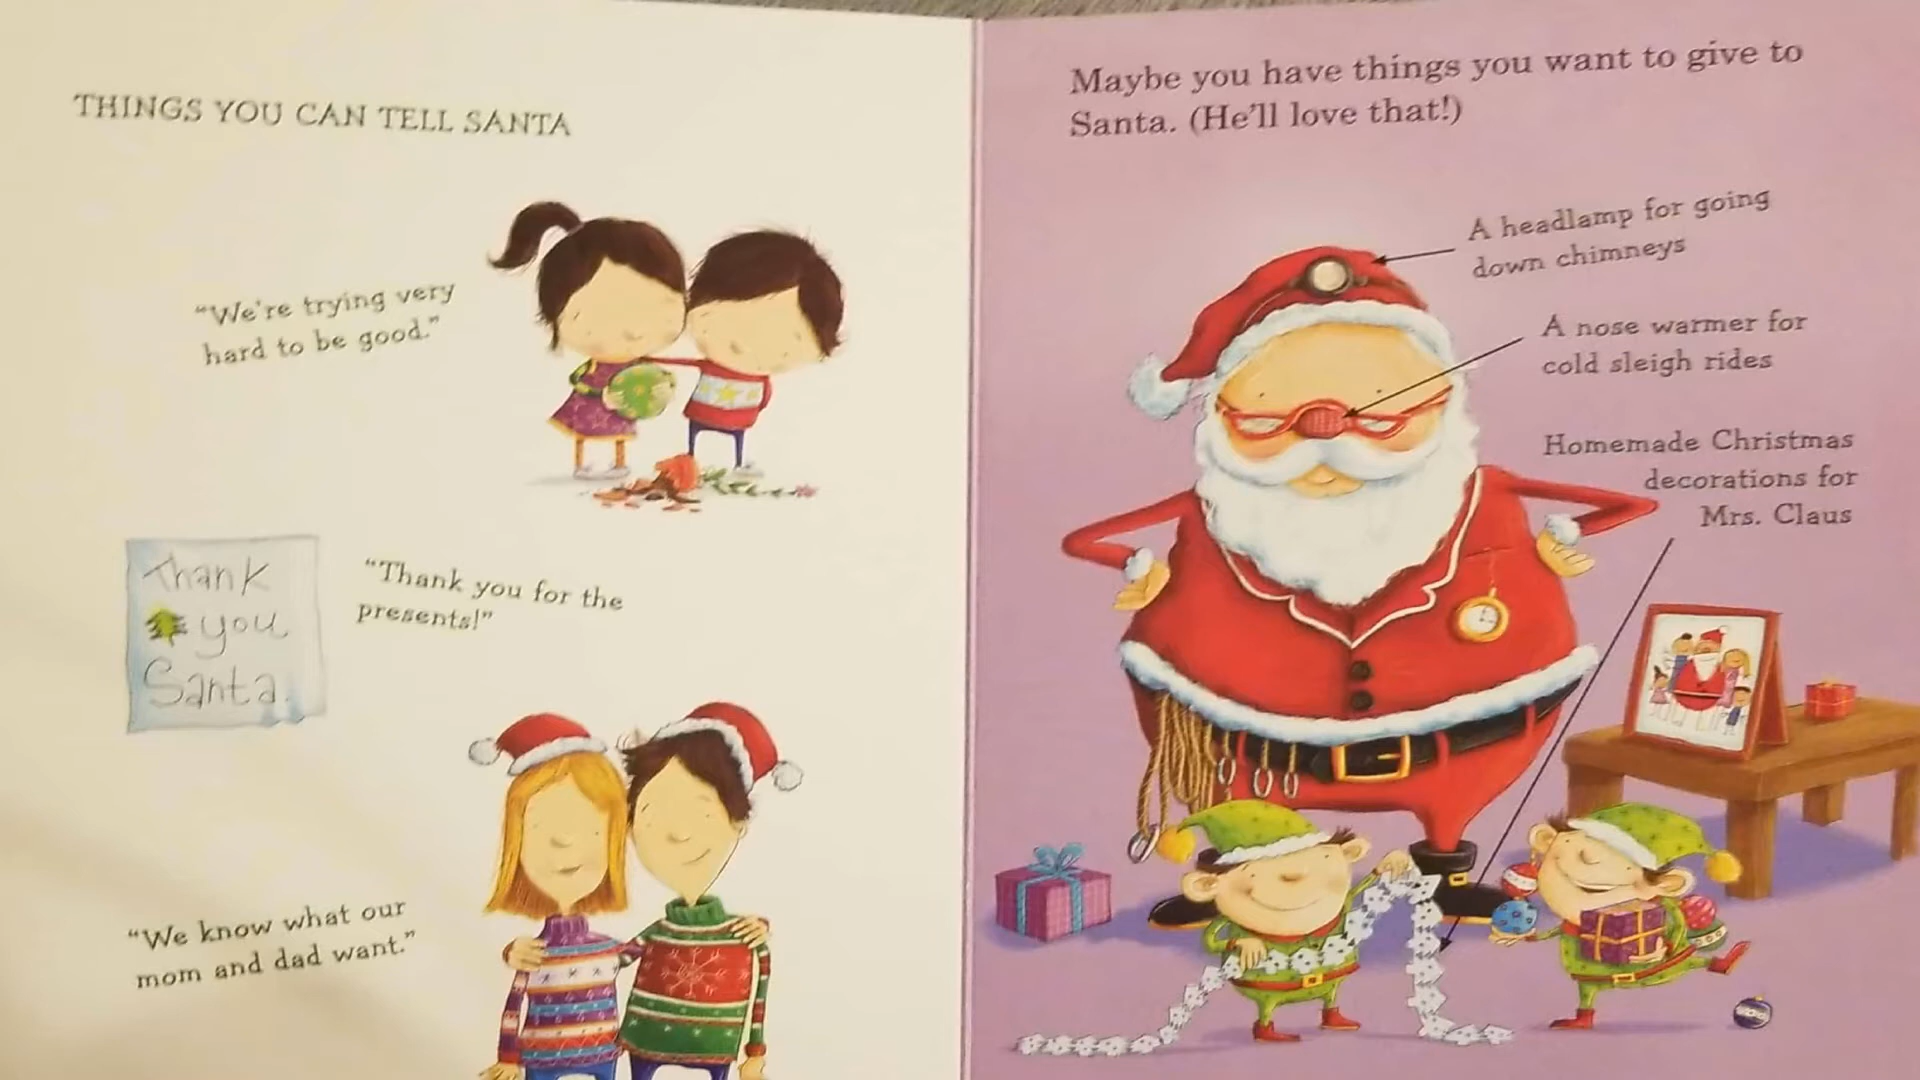 THINGS YOU CAN TELL SANTA
“We're trying very
hard to be good.”
Thank
you
Santa.
“Thank you for the
presents!”
“We know what our
mom and dad want.”
Maybe you have things you want to give to
Santa. (He'll love that!)
A headlamp for going
down chimneys
A nose warmer for
cold sleigh rides
Homemade Christmas
decorations for
Mrs. Claus